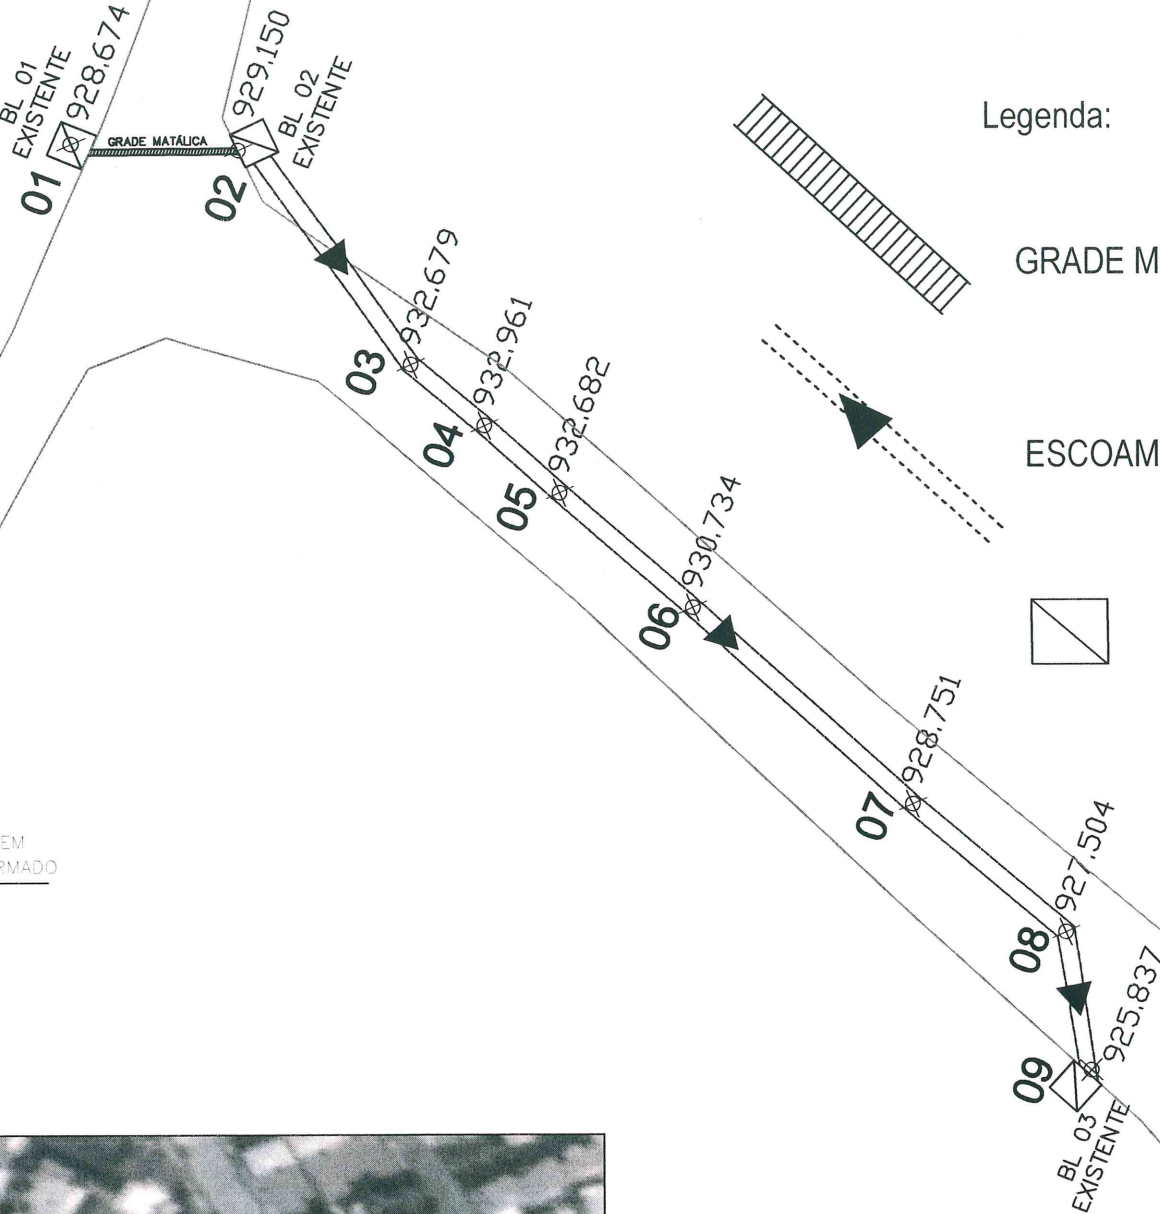 BL 01
EXISTENTE
928.674
01
GRADE MATÁLICA
929.150
BL 02
EXISTENTE
02
Legenda:
GRADE M
932.679
03
932.961
04
932.682
05
ESCOAM
930.734
06
928.751
07
927.504
08
EM
RMADO
925.837
09
BL 03
EXISTENTE